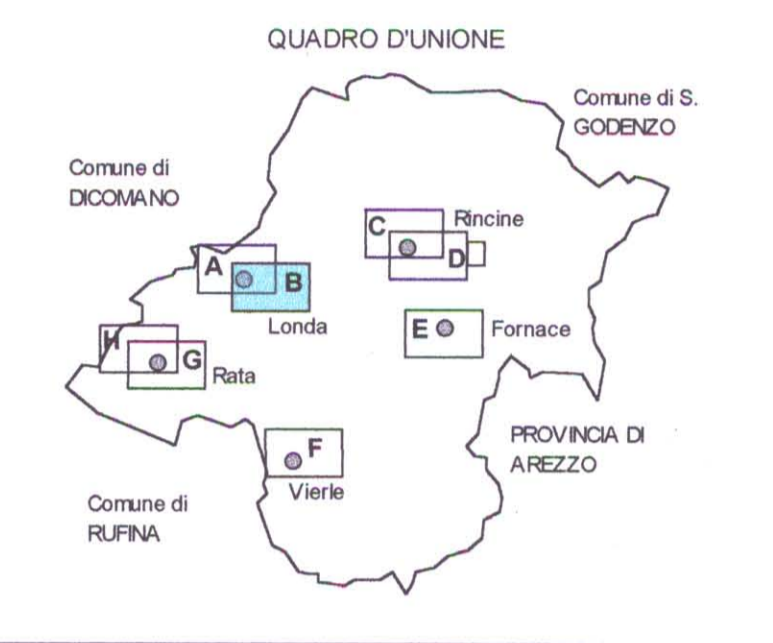 QUADRO D'UNIONE
Comune di S.
GODENZO
Comune di
DICOMANO
C
Rincine
D
A
B
Londa
E
Fornace
H
G
Rata
PROVINCIA DI
AREZZO
F
Vierle
Comune di
RUFINA